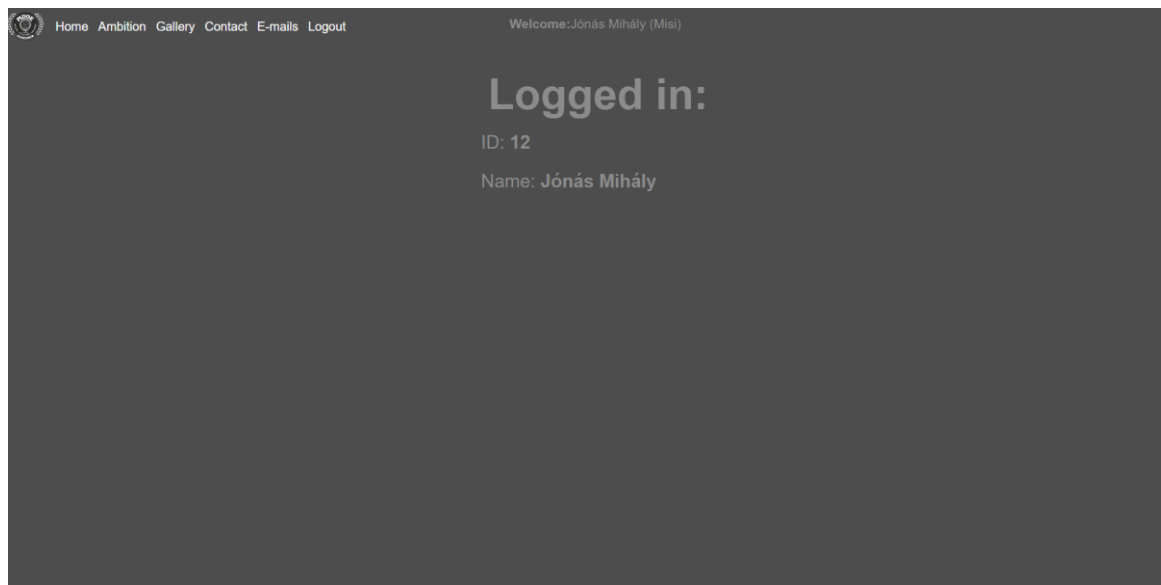 Home Ambition Gallery Contact E-mails Logout
Welcome:Jónás Mihály (Misi)
Logged in:
ID: 12
Name: Jónás Mihály